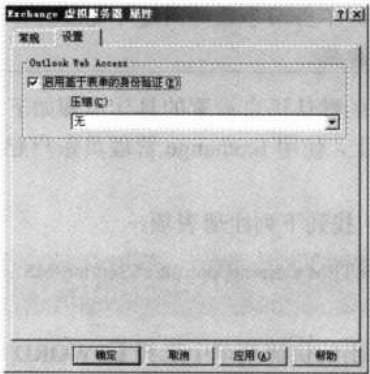 Exchange 虚拟服务器 属性
常规 设置
Outlook Web Access
启用基于表单的身份验证(E)
压缩(C)
无
确定 取消 应用(A) 帮助